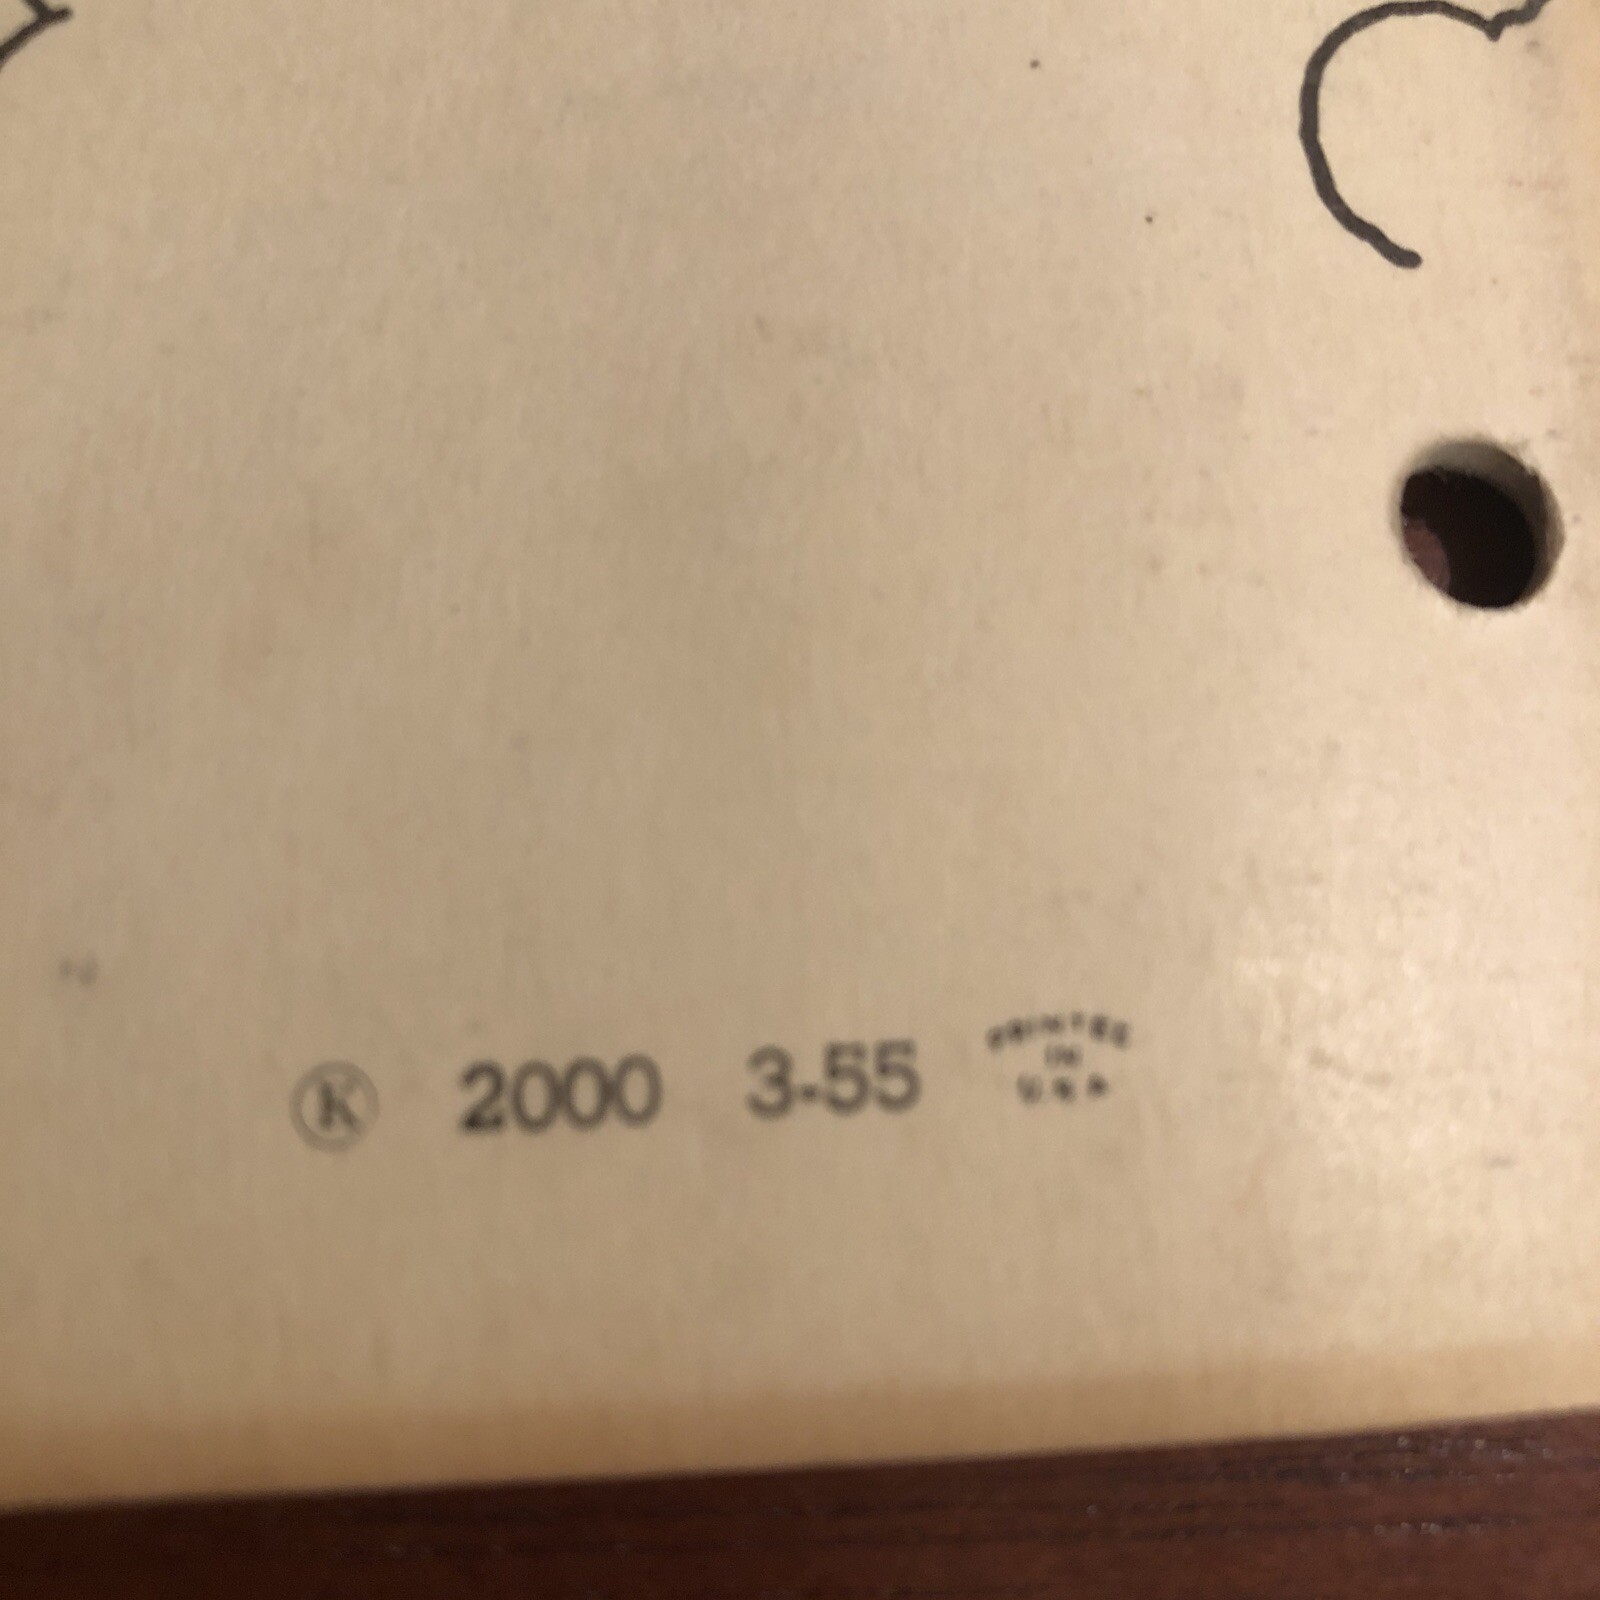 Ⓚ 2000 3-55
PRINTED
IN
U.S.A